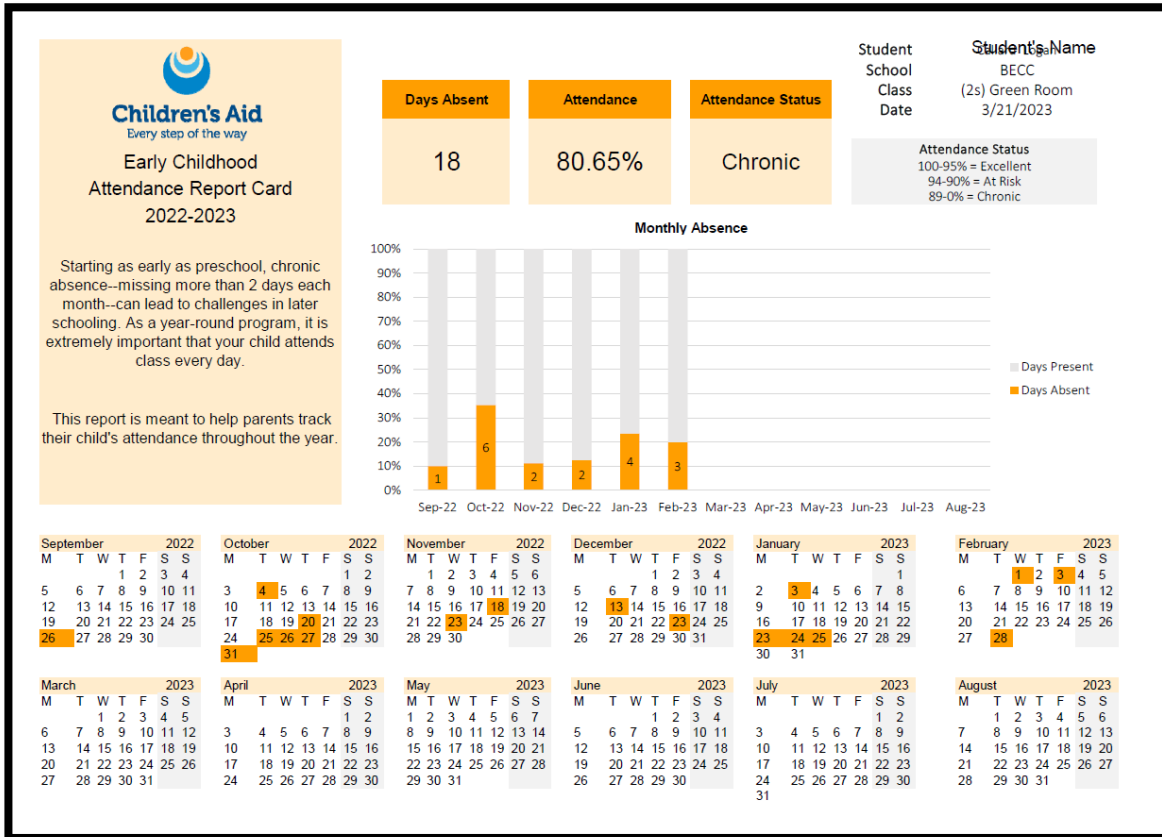 Children's Aid
Every step of the way
Early Childhood
Attendance Report Card
2022-2023
Starting as early as preschool, chronic
absence--missing more than 2 days each
month--can lead to challenges in later
schooling. As a year-round program, it is
extremely important that your child attends
class every day.
This report is meant to help parents track
their child's attendance throughout the year.
Days Absent
18
Attendance
80.65%
Attendance Status
Chronic
Student Student's Name
School BECC
Class (2s) Green Room
Date 3/21/2023
Attendance Status
100-95% = Excellent
94-90% = At Risk
89-0% = Chronic
Monthly Absence
100%
90%
80%
70%
60%
50%
40%
30%
20%
10%
0%
1 6 2 2 4 3
Sep-22 Oct-22 Nov-22 Dec-22 Jan-23 Feb-23 Mar-23 Apr-23 May-23 Jun-23 Jul-23 Aug-23
Days Present
Days Absent
September 2022
M T W T F S S
1 2 3 4
5 6 7 8 9 10 11
12 13 14 15 16 17 18
19 20 21 22 23 24 25
26 27 28 29 30
October 2022
M T W T F S S
1 2
3 4 5 6 7 8 9
10 11 12 13 14 15 16
17 18 19 20 21 22 23
24 25 26 27 28 29 30
31
November 2022
M T W T F S S
1 2 3 4 5 6
7 8 9 10 11 12 13
14 15 16 17 18 19 20
21 22 23 24 25 26 27
28 29 30
December 2022
M T W T F S S
1 2 3 4
5 6 7 8 9 10 11
12 13 14 15 16 17 18
19 20 21 22 23 24 25
26 27 28 29 30 31
January 2023
M T W T F S S
1
2 3 4 5 6 7 8
9 10 11 12 13 14 15
16 17 18 19 20 21 22
23 24 25 26 27 28 29
30 31
February 2023
M T W T F S S
1 2 3 4 5
6 7 8 9 10 11 12
13 14 15 16 17 18 19
20 21 22 23 24 25 26
27 28
March 2023
M T W T F S S
1 2 3 4 5
6 7 8 9 10 11 12
13 14 15 16 17 18 19
20 21 22 23 24 25 26
27 28 29 30 31
April 2023
M T W T F S S
1 2
3 4 5 6 7 8 9
10 11 12 13 14 15 16
17 18 19 20 21 22 23
24 25 26 27 28 29 30
May 2023
M T W T F S S
1 2 3 4 5 6 7
8 9 10 11 12 13 14
15 16 17 18 19 20 21
22 23 24 25 26 27 28
29 30 31
June 2023
M T W T F S S
1 2 3 4
5 6 7 8 9 10 11
12 13 14 15 16 17 18
19 20 21 22 23 24 25
26 27 28 29 30
July 2023
M T W T F S S
1 2
3 4 5 6 7 8 9
10 11 12 13 14 15 16
17 18 19 20 21 22 23
24 25 26 27 28 29 30
31
August 2023
M T W T F S S
1 2 3 4 5 6
7 8 9 10 11 12 13
14 15 16 17 18 19 20
21 22 23 24 25 26 27
28 29 30 31